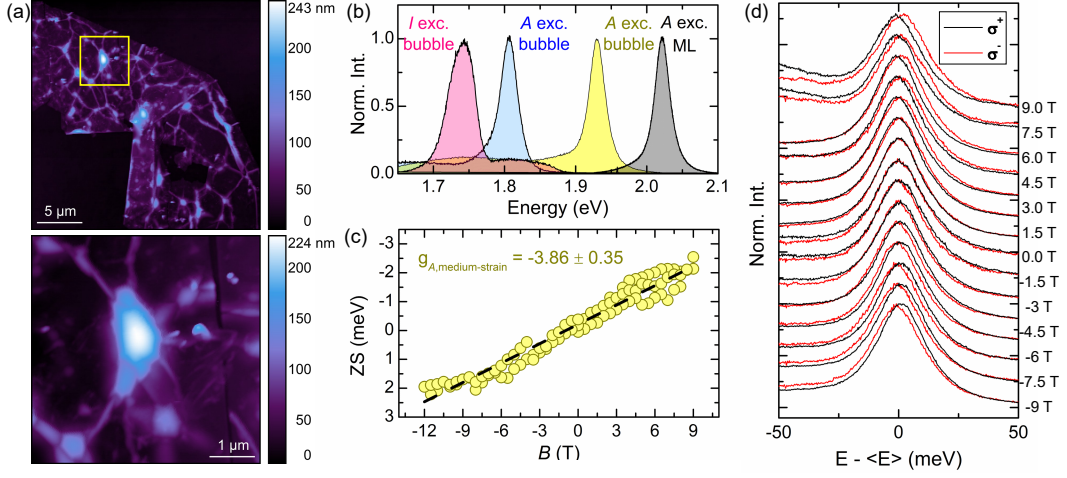 (a)
243 nm
200
150
100
50
0
5 µm
224 nm
200
100
0
1 µm
(b)
I exc.
bubble
A exc.
bubble
A exc.
bubble
A exc.
ML
Norm. Int.
1.0
0.5
0.0
1.7 1.8 1.9 2.0 2.1
Energy (eV)
(c)
g_A,medium-strain = -3.86 ± 0.35
ZS (meV)
-3
-2
-1
0
1
2
3
-12 -9 -6 -3 0 3 6 9
B (T)
(d)
σ+
σ-
Norm. Int.
9.0 T
7.5 T
6.0 T
4.5 T
3.0 T
1.5 T
0.0 T
-1.5 T
-3 T
-4.5 T
-6 T
-7.5 T
-9 T
-50 0 50
E - <E> (meV)